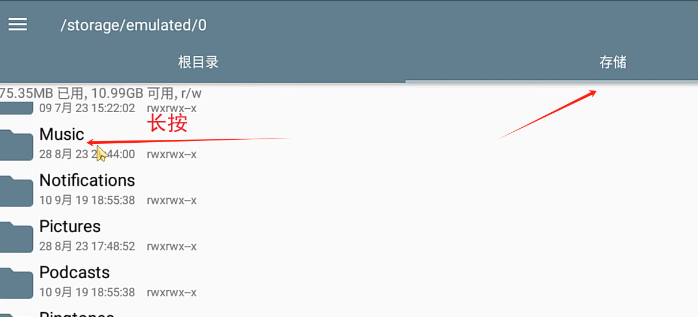 /storage/emulated/0
根目录
存储
75.35MB 已用, 10.99GB 可用, r/w
09 7月 23 15:22:02 rwxrwx--x
长按
Music
28 8月 23 2 :44:00 rwxrwx--x
Notifications
10 9月 19 18:55:38 rwxrwx--x
Pictures
28 8月 23 17:48:52 rwxrwx--x
Podcasts
10 9月 19 18:55:38 rwxrwx--x
Ringtones